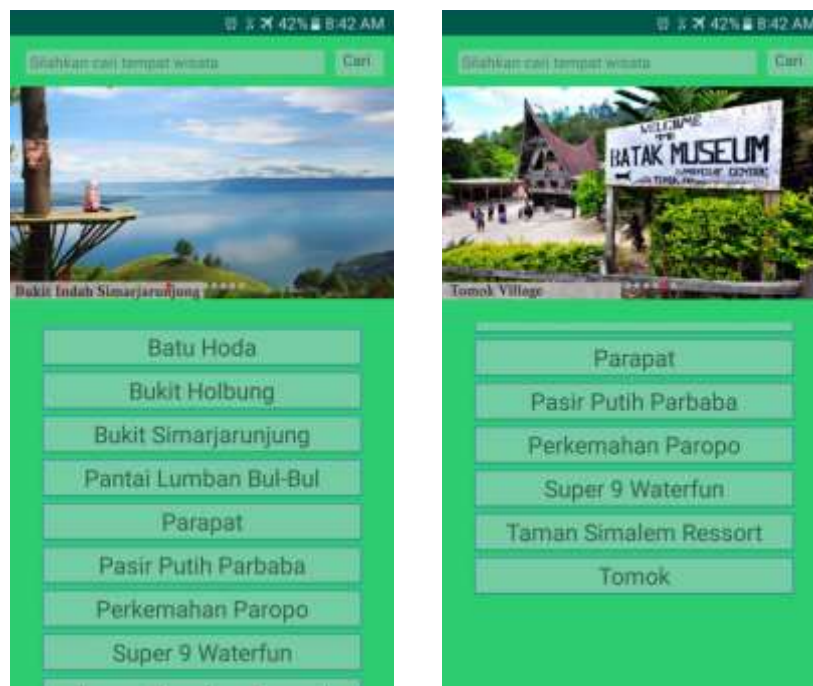 42% 8:42 AM
Silahkan cari tempat wisata
Cari
Bukit Indah Simarjarunjung
Batu Hoda
Bukit Holbung
Bukit Simarjarunjung
Pantai Lumban Bul-Bul
Parapat
Pasir Putih Parbaba
Perkemahan Paropo
Super 9 Waterfun
42% 8:42 AM
Silahkan cari tempat wisata
Cari
WELCOME
BATAK MUSEUM
Tomok Village
Parapat
Pasir Putih Parbaba
Perkemahan Paropo
Super 9 Waterfun
Taman Simalem Ressort
Tomok